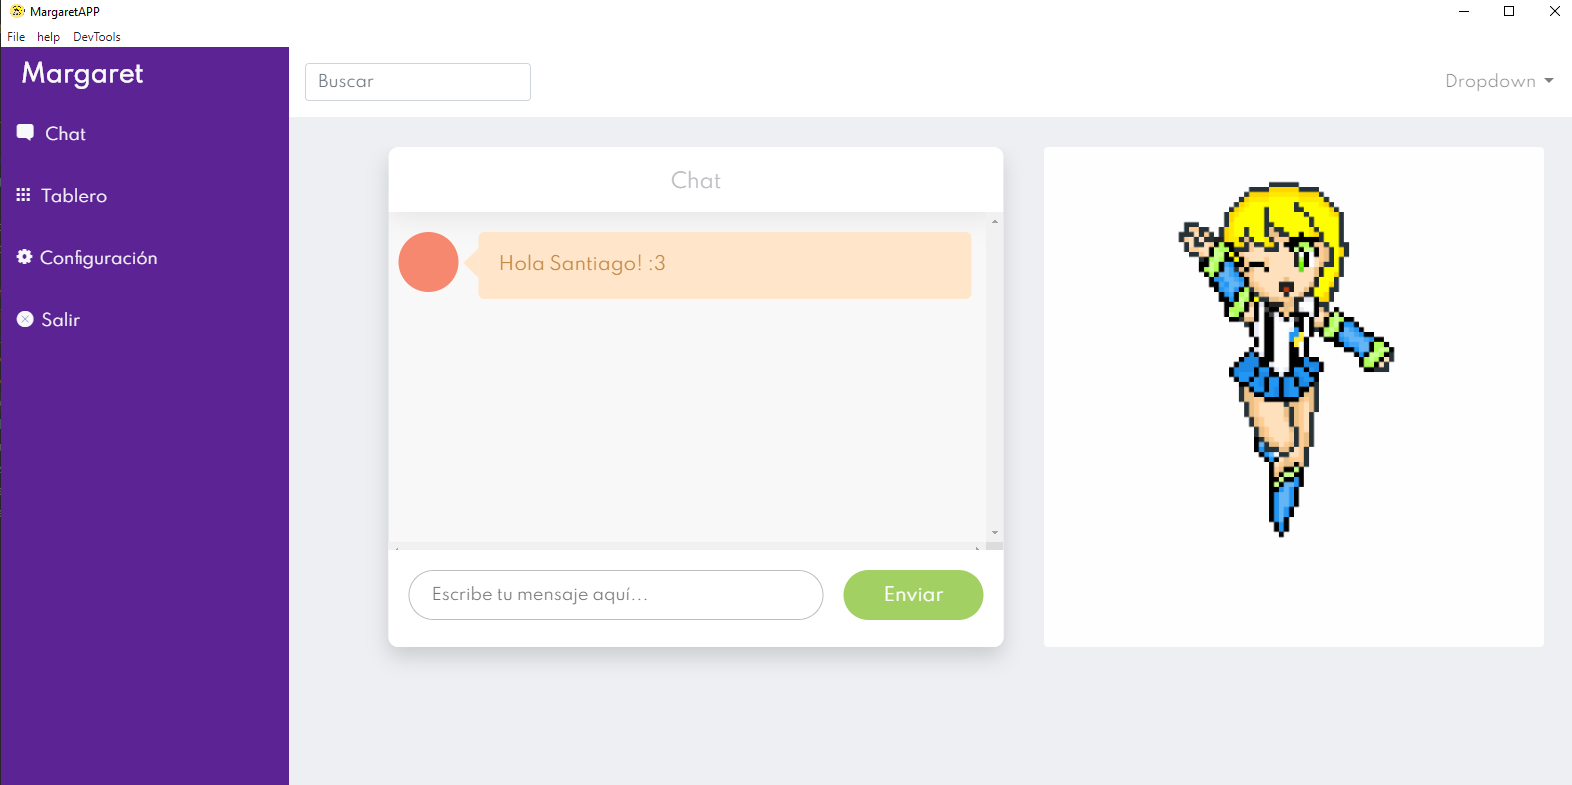 MargaretAPP
File help DevTools
Margaret
Buscar
Dropdown
Chat
Tablero
Configuración
Salir
Chat
Hola Santiago! :3
Escribe tu mensaje aquí...
Enviar